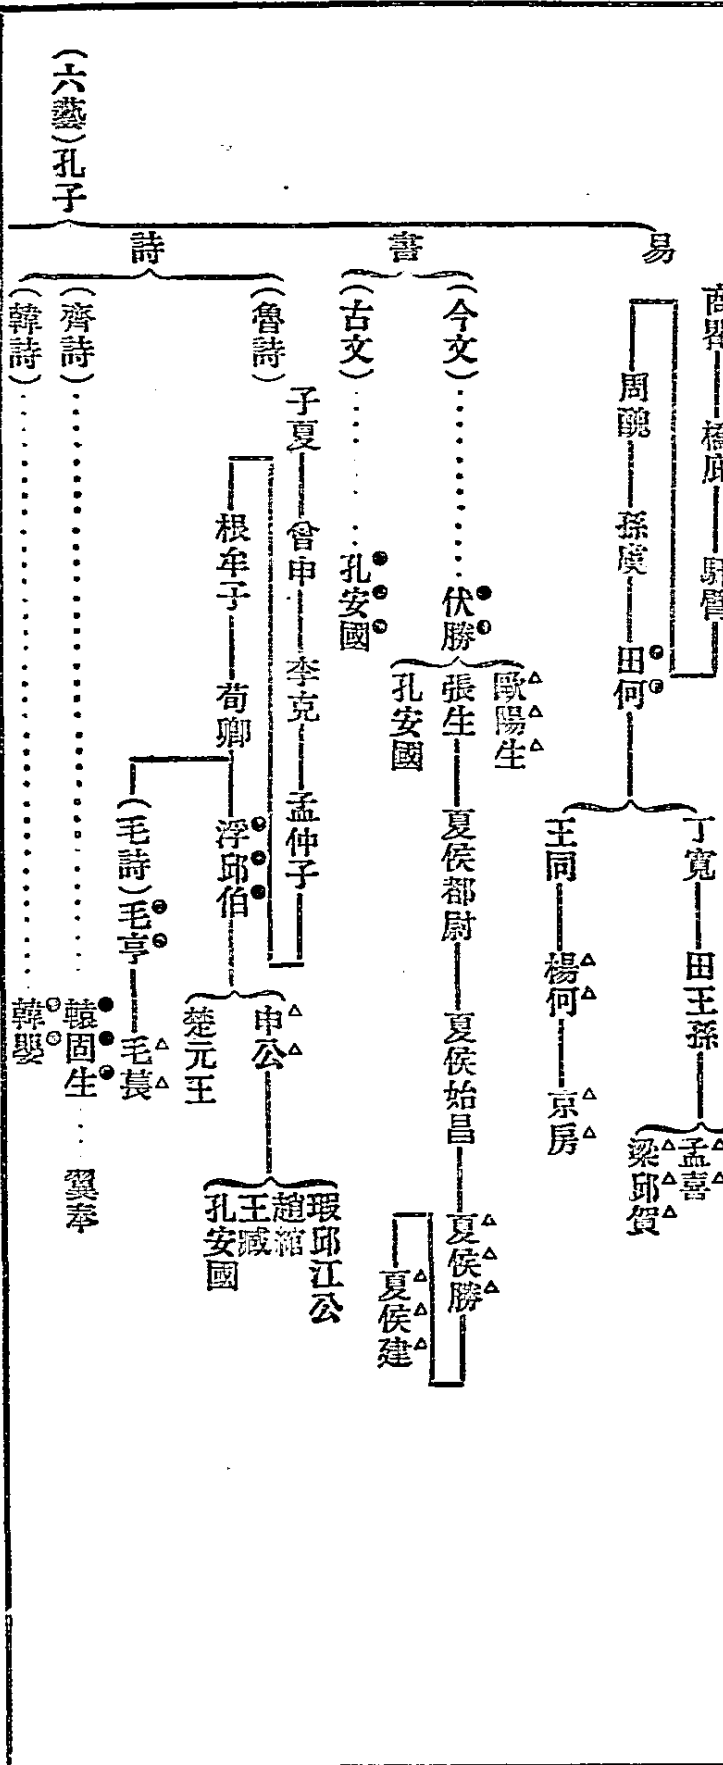 （六藝）孔子
易
商瞿
橋庇
馯臂
周醜
孫虞
田何
丁寬
田王孫
孟喜
梁邱賀
王同
楊何
京房
書
（今文）
伏勝
歐陽生
張生
夏侯都尉
夏侯始昌
夏侯勝
夏侯建
孔安國
（古文）
孔安國
詩
（魯詩）
子夏
曾申
李克
孟仲子
根牟子
荀卿
浮邱伯
申公
瑕邱江公
趙綰
王臧
孔安國
楚元王
（毛詩）毛亨
毛萇
（齊詩）
轅固生
翼奉
（韓詩）
韓嬰